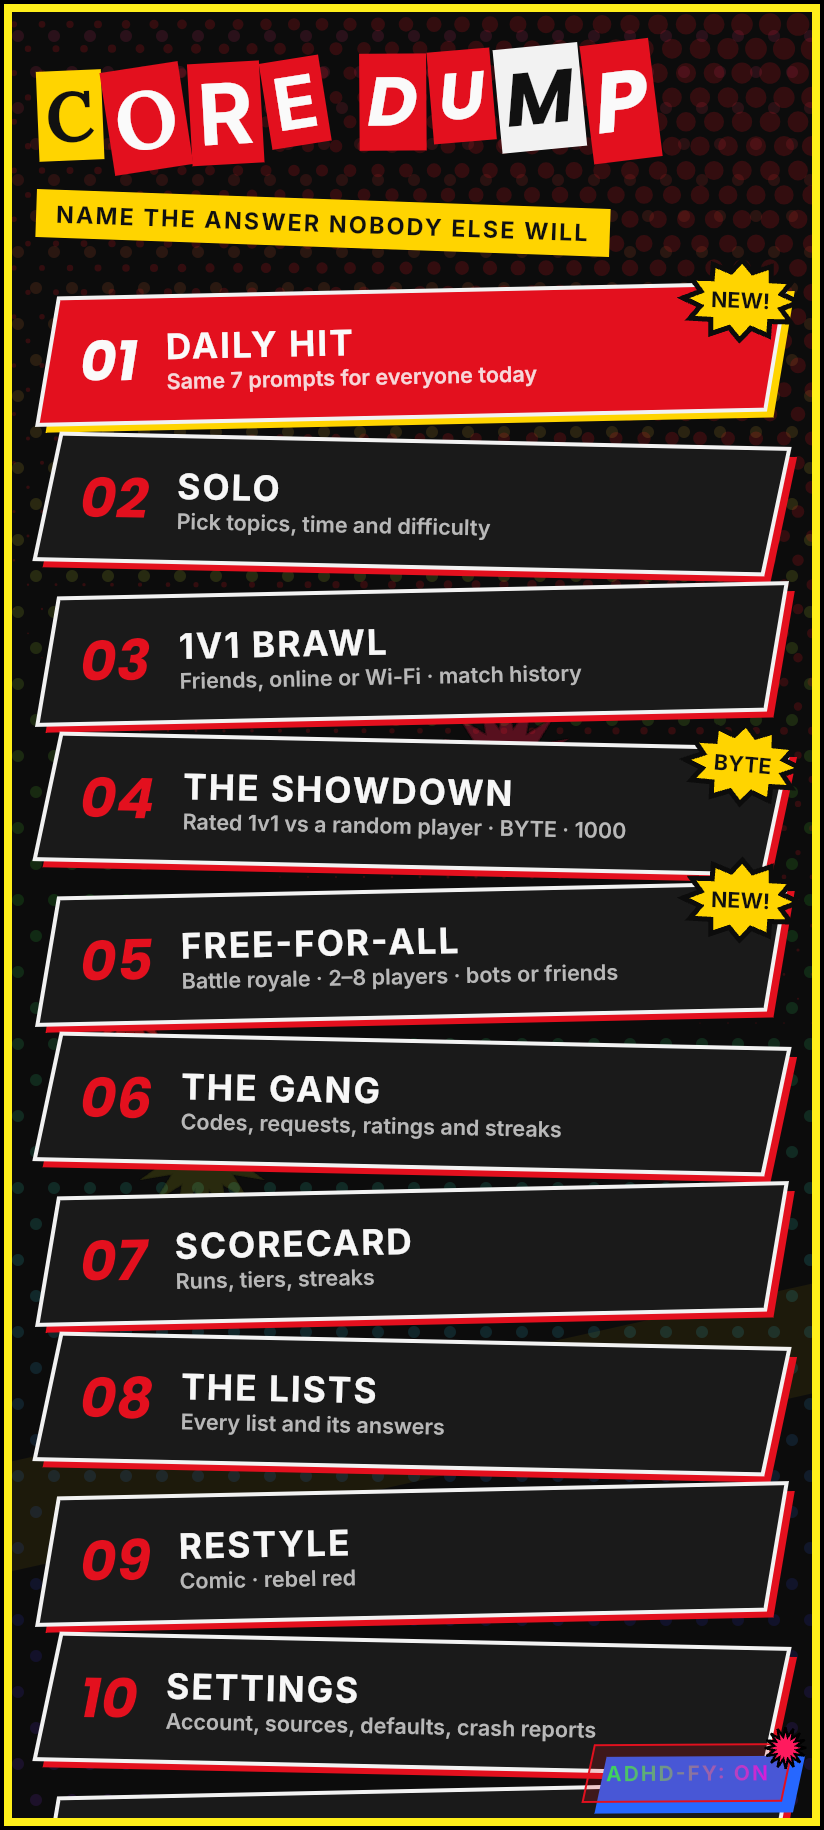 CORE DUMP
NAME THE ANSWER NOBODY ELSE WILL
NEW!
01 DAILY HIT
Same 7 prompts for everyone today
02 SOLO
Pick topics, time and difficulty
03 1V1 BRAWL
Friends, online or Wi-Fi · match history
BYTE
04 THE SHOWDOWN
Rated 1v1 vs a random player · BYTE · 1000
NEW!
05 FREE-FOR-ALL
Battle royale · 2–8 players · bots or friends
06 THE GANG
Codes, requests, ratings and streaks
07 SCORECARD
Runs, tiers, streaks
08 THE LISTS
Every list and its answers
09 RESTYLE
Comic · rebel red
10 SETTINGS
Account, sources, defaults, crash reports
ADHD-FY: ON